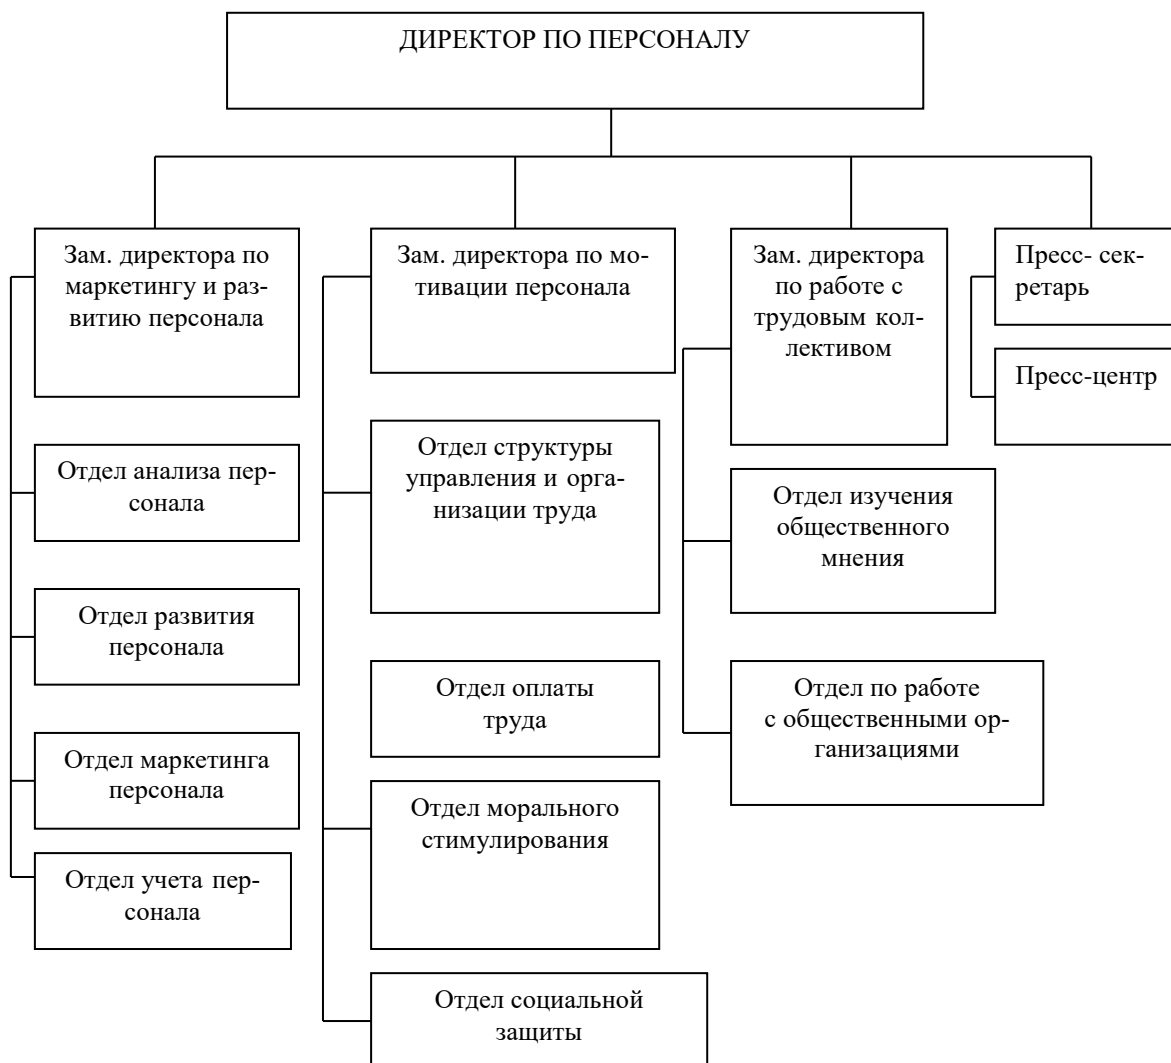 ДИРЕКТОР ПО ПЕРСОНАЛУ
Зам. директора по
маркетингу и раз-
витию персонала
Отдел анализа пер-
сонала
Отдел развития
персонала
Отдел маркетинга
персонала
Отдел учета пер-
сонала
Зам. директора по мо-
тивации персонала
Отдел структуры
управления и орга-
низации труда
Отдел оплаты
труда
Отдел морального
стимулирования
Отдел социальной
защиты
Зам. директора
по работе с
трудовым кол-
лективом
Отдел изучения
общественного
мнения
Отдел по работе
с общественными ор-
ганизациями
Пресс- сек-
ретарь
Пресс-центр